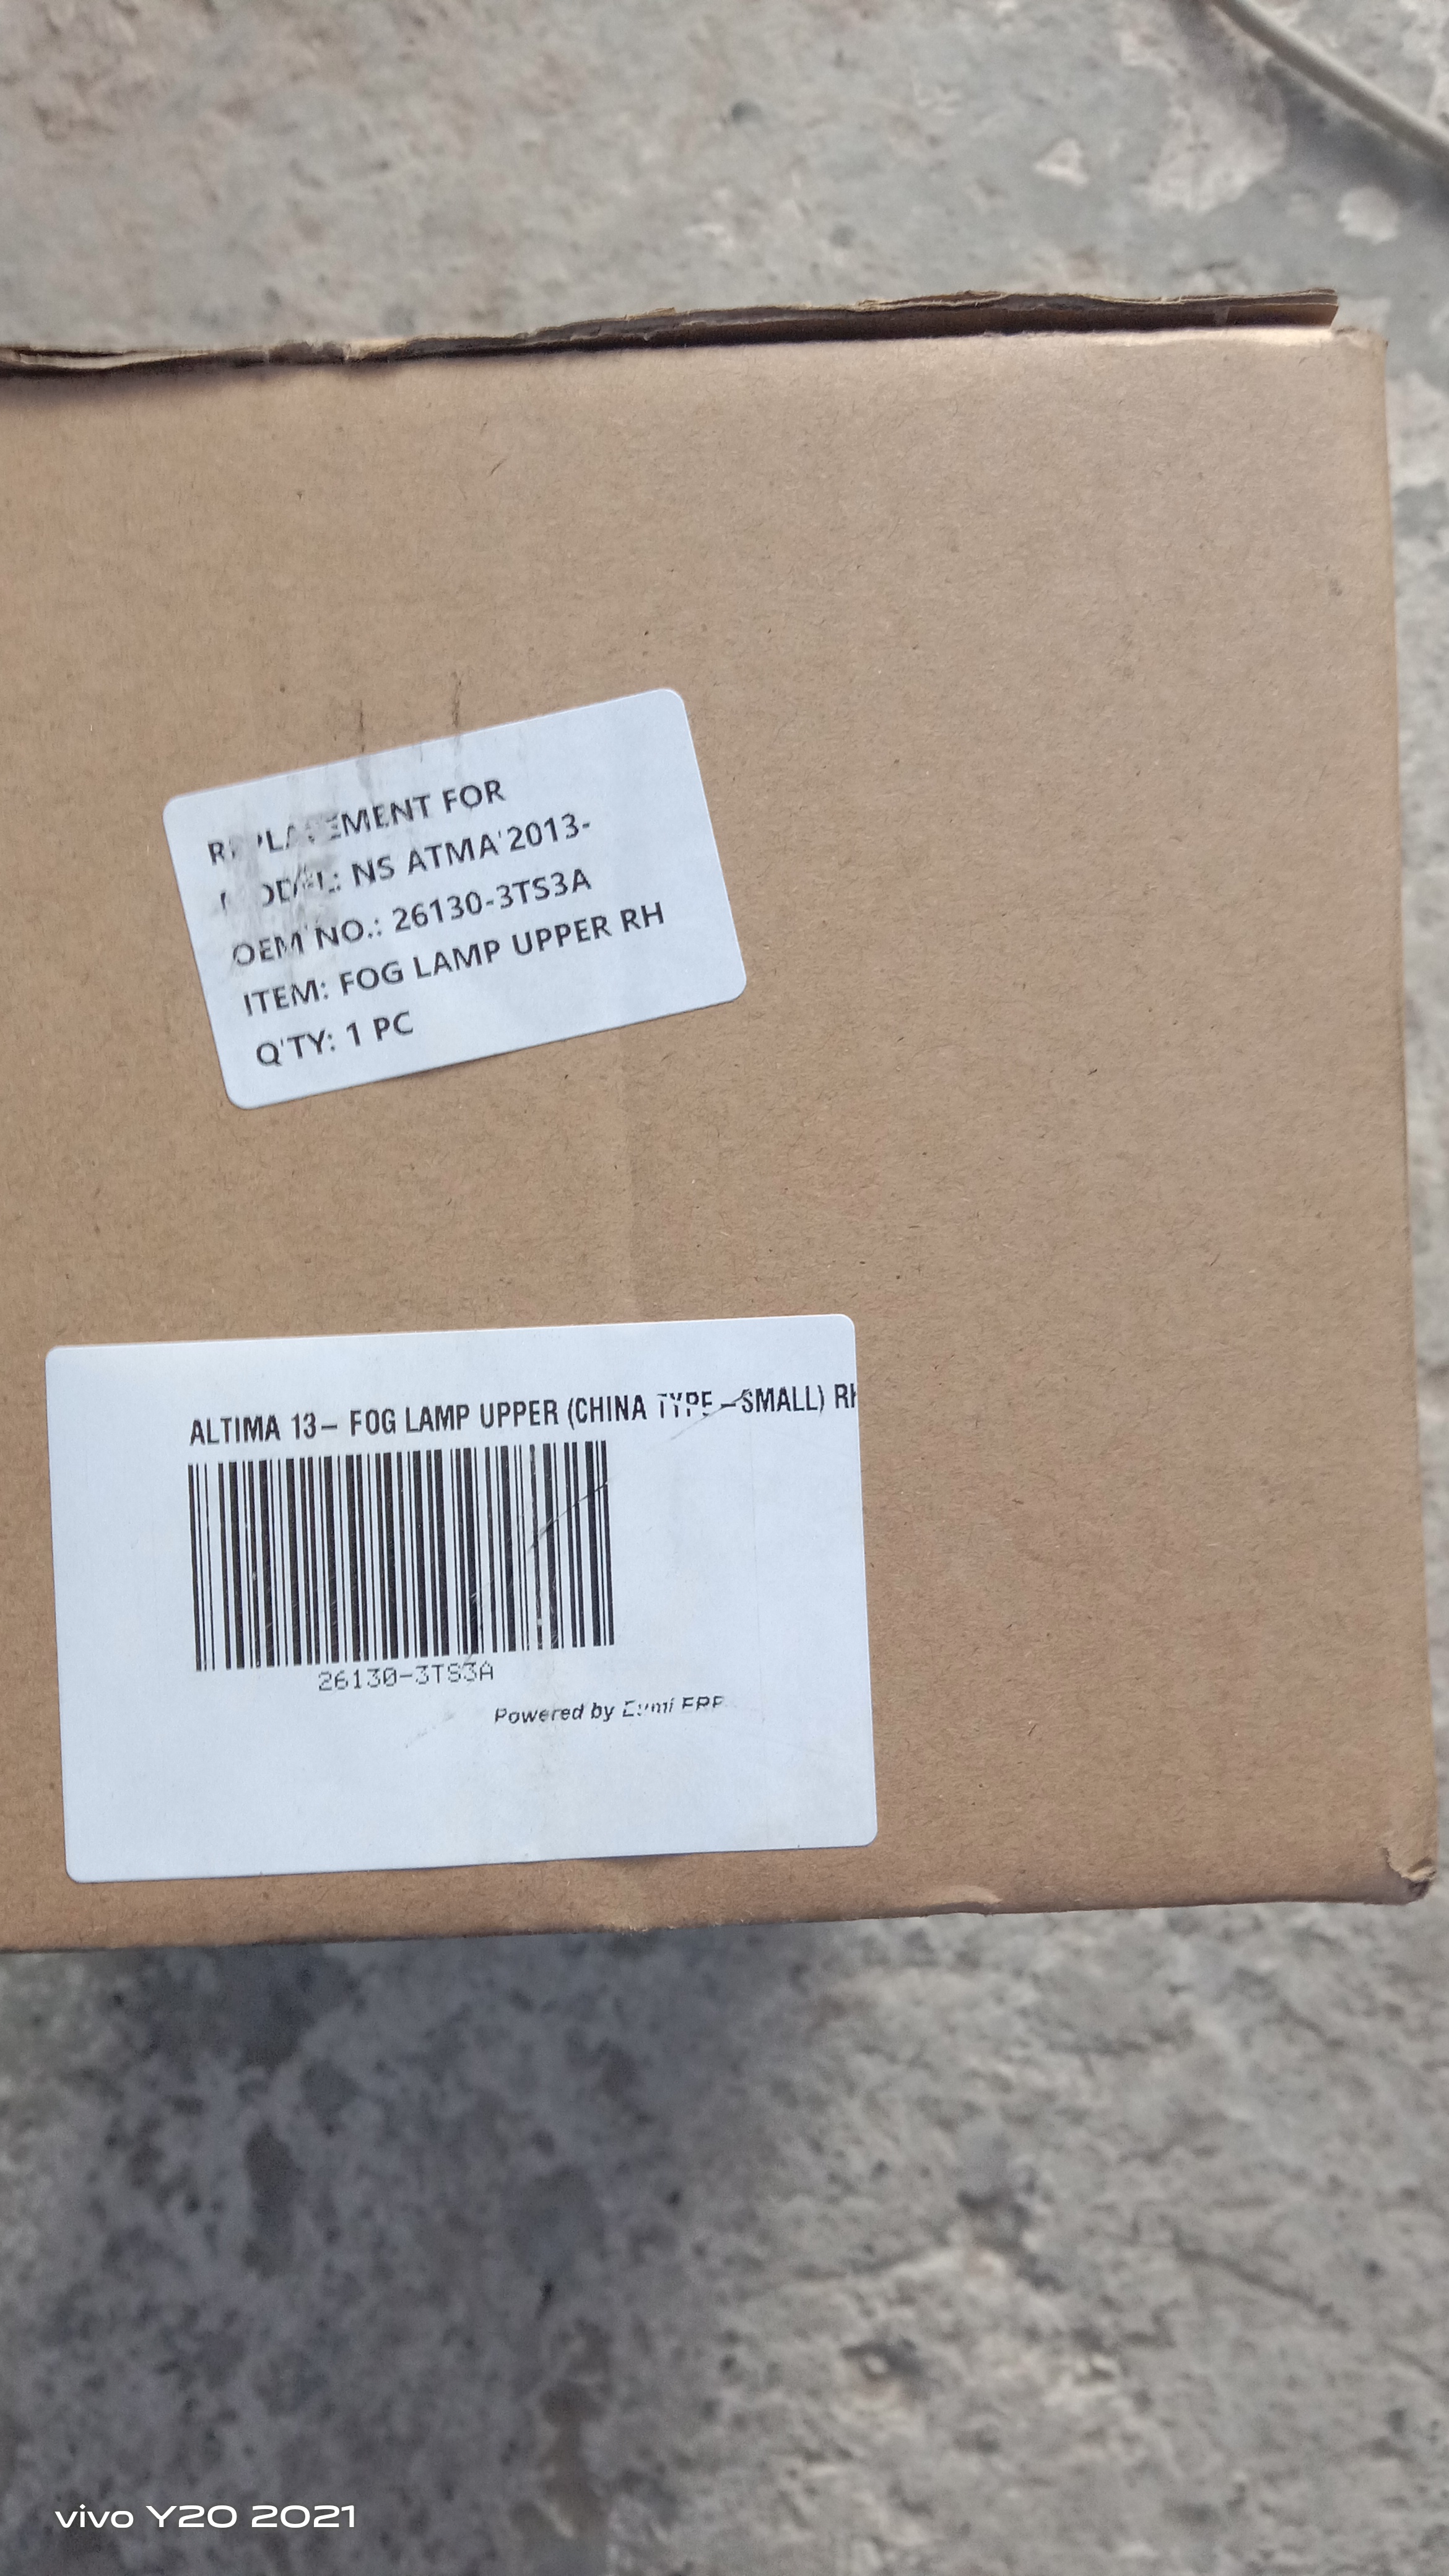 REPLACEMENT FOR
MODEL: NS ATMA'2013-
OEM NO.: 26130-3TS3A
ITEM: FOG LAMP UPPER RH
Q'TY: 1 PC
ALTIMA 13- FOG LAMP UPPER (CHINA TYPE -SMALL) RH
26130-3TS3A
Powered by ERP
vivo Y20 2021